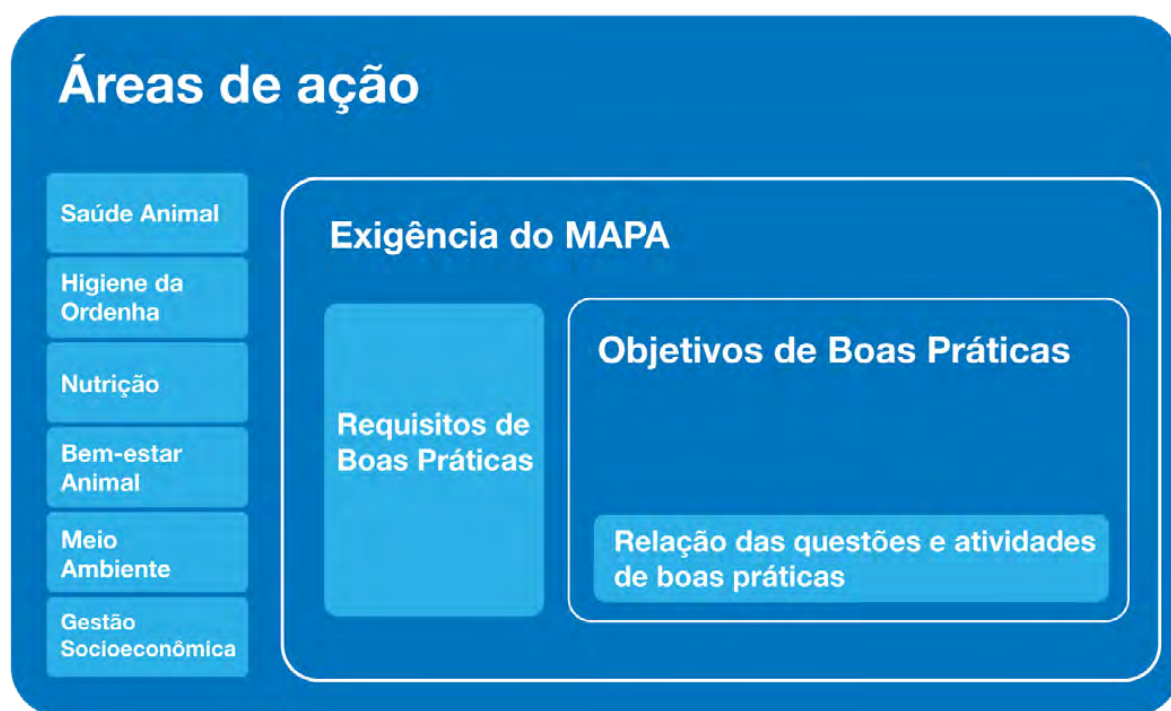 Áreas de ação
Saúde Animal
Higiene da
Ordenha
Nutrição
Bem-estar
Animal
Meio
Ambiente
Gestão
Socioeconômica
Exigência do MAPA
Requisitos de
Boas Práticas
Objetivos de Boas Práticas
Relação das questões e atividades
de boas práticas